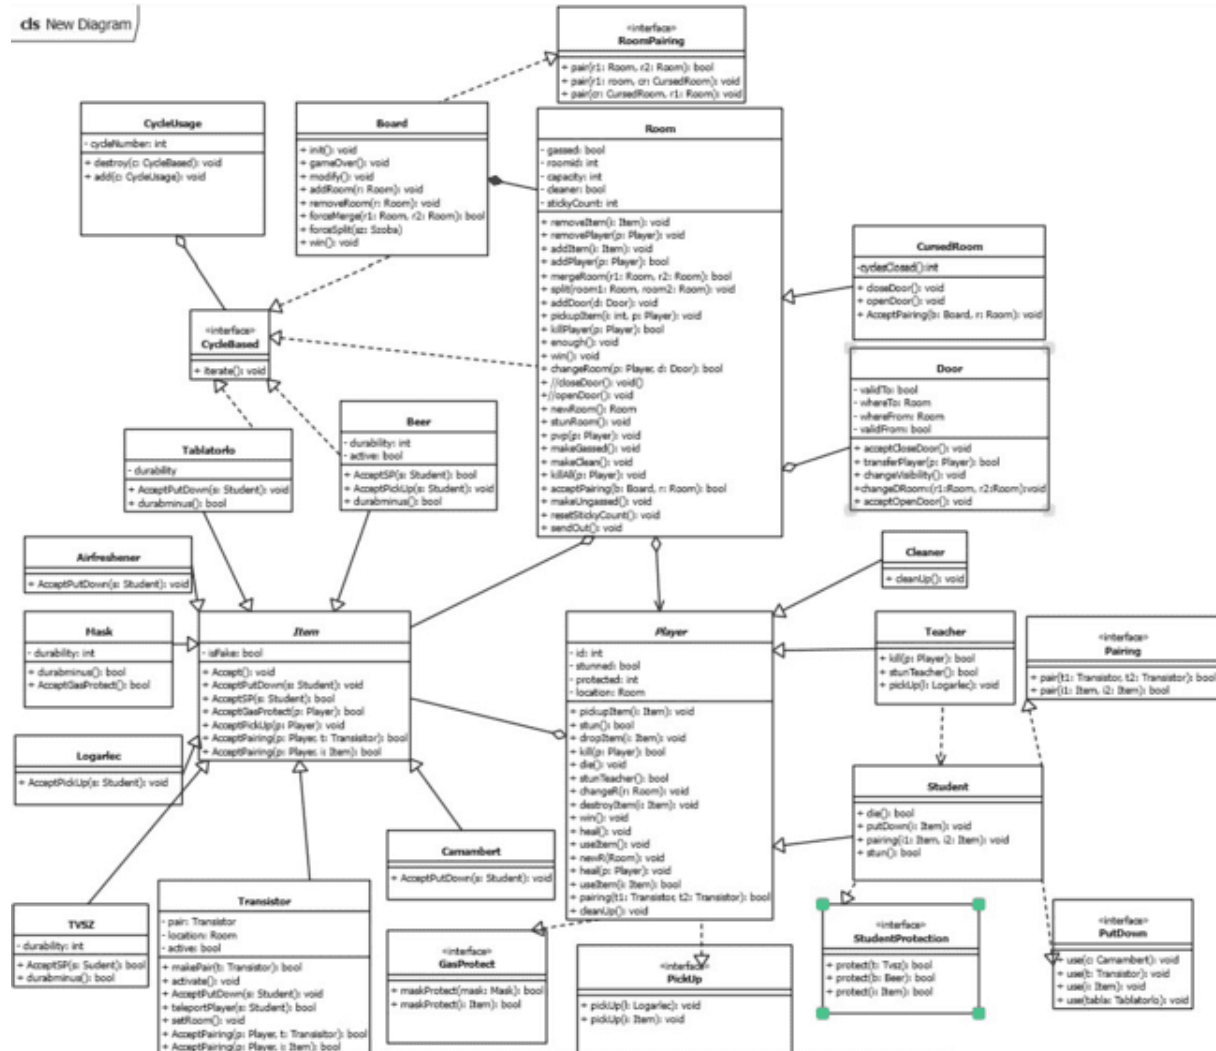 cls New Diagram
«interface»
RoomPairing
+ pair(r1: Room, r2: Room): bool
+ pair(r1: room, cr: CursedRoom): void
+ pair(cr: CursedRoom, r1: Room): void
CycleUsage
- cycleNumber: int
+ destroy(c: CycleBased): void
+ add(c: CycleUsage): void
Board
+ init(): void
+ gameOver(): void
+ modify(): void
+ addRoom(r: Room): void
+ removeRoom(r: Room): void
+ forceMerge(r1: Room, r2: Room): bool
+ forceSplit(sz: Szoba)
+ win(): void
Room
- gassed: bool
- roomid: int
- capacity: int
- cleaner: bool
- stickyCount: int
+ removeItem(i: Item): void
+ removePlayer(p: Player): void
+ addItem(i: Item): void
+ addPlayer(p: Player): bool
+ mergeRoom(r1: Room, r2: Room): bool
+ split(room1: Room, room2: Room): void
+ addDoor(d: Door): void
+ pickupItem(i: int, p: Player): void
+ killPlayer(p: Player): bool
+ enough(): void
+ win(): void
+ changeRoom(p: Player, d: Door): bool
+ //closeDoor(): void()
+//openDoor(): void
+ newRoom(): Room
+ stunRoom(): void
+ pvp(p: Player): void
+ makeGassed(): void
+ makeClean(): void
+ killAll(p: Player): void
+ acceptPairing(b: Board, r: Room): bool
+ makeUngassed(): void
+ resetStickyCount(): void
+ sendOut(): void
CursedRoom
-cyclesClosed():int
+ closeDoor(): void
+ openDoor(): void
+ AcceptPairing(b: Board, r: Room): void
«interface»
CycleBased
+ iterate(): void
Door
- validTo: bool
- whereTo: Room
- whereFrom: Room
- validFrom: bool
+ acceptCloseDoor(): void
+ transferPlayer(p: Player): bool
+ changeVisibility(): void
+changeDRoom:(r1:Room, r2:Room):void
+ acceptOpenDoor(): void
Tablatorlo
- durability
+ AcceptPutDown(s: Student): void
+ durabminus(): bool
Beer
- durability: int
- active: bool
+ AcceptSP(s: Student): bool
+ AcceptPickUp(s: Student): void
+ durabminus(): bool
Airfreshener
+ AcceptPutDown(s: Student): void
Cleaner
+ cleanUp(): void
Mask
- durability: int
+ durabminus(): bool
+ AcceptGasProtect(): bool
Item
- isFake: bool
+ Accept(): void
+ AcceptPutDown(s: Student): void
+ AcceptSP(s: Student): bool
+ AcceptGasProtect(p: Player): bool
+ AcceptPickUp(p: Player): void
+ AcceptPairing(p: Player, t: Transistor): bool
+ AcceptPairing(p: Player, i: Item): bool
Player
- id: int
- stunned: bool
- protected: int
- location: Room
+ pickupItem(i: Item): void
+ stun(): bool
+ dropItem(i: Item): void
+ kill(p: Player): bool
+ die(): void
+ stunTeacher(): bool
+ changeR(r: Room): void
+ destroyItem(i: Item): void
+ win(): void
+ heal(): void
+ useItem(): void
+ newR(Room): void
+ heal(p: Player): void
+ useItem(i: Item): bool
+ pairing(t1: Transistor, t2: Transistor): bool
+ cleanUp(): void
Teacher
+ kill(p: Player): bool
+ stunTeacher(): bool
+ pickUp(l: Logarlec): void
«interface»
Pairing
+ pair(t1: Transistor, t2: Transistor): bool
+ pair(i1: Item, i2: Item): bool
Logarlec
+ AcceptPickUp(s: Student): void
Student
+ die(): bool
+ putDown(i: Item): void
+ pairing(i1: Item, i2: Item): bool
+ stun(): bool
Camambert
+ AcceptPutDown(s: Student): void
TVSZ
- durability: int
+ AcceptSP(s: Sudent): bool
+ durabminus(): bool
Transistor
- pair: Transistor
- location: Room
- active: bool
+ makePair(t: Transistor): bool
+ activate(): void
+ AcceptPutDown(s: Student): void
+ teleportPlayer(s: Student): bool
+ setRoom(): void
+ AcceptPairing(p: Player, t: Transisitor): bool
+ AcceptPairing(p: Player, i: Item): bool
«interface»
GasProtect
+ maskProtect(mask: Mask): bool
+ maskProtect(i: Item): bool
«interface»
PickUp
+ pickUp(l: Logarlec): void
+ pickUp(i: Item): void
«interface»
StudentProtection
+ protect(t: Tvsz): bool
+ protect(b: Beer): bool
+ protect(i: Item): bool
«interface»
PutDown
+ use(c: Camambert): void
+ use(t: Transistor): void
+ use(i: Item): void
+ use(tabla: Tablatorlo): void